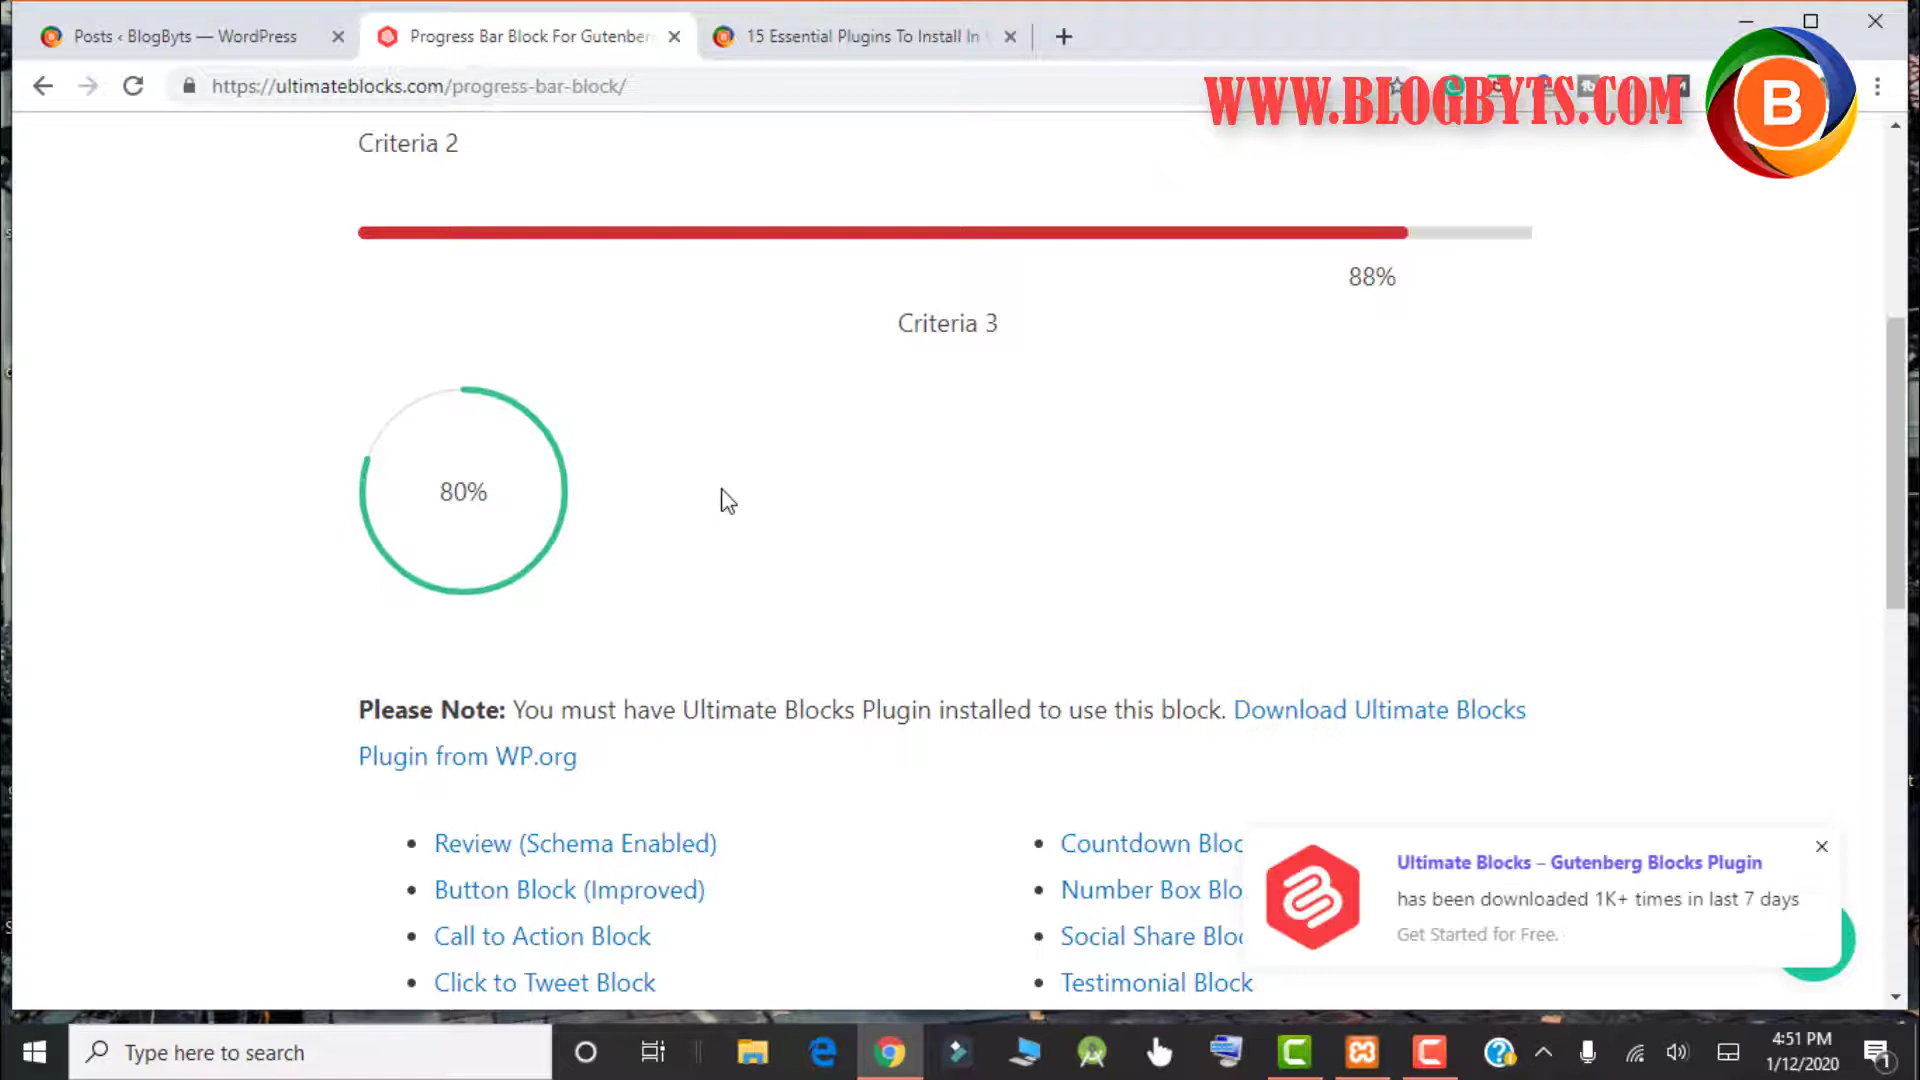 Posts ‹ BlogByts — WordPress
Progress Bar Block For Gutenber
15 Essential Plugins To Install In
https://ultimateblocks.com/progress-bar-block/
WWW.BLOGBYTS.COM
B
Criteria 2
88%
Criteria 3
80%
Please Note: You must have Ultimate Blocks Plugin installed to use this block. Download Ultimate Blocks
Plugin from WP.org
Review (Schema Enabled)
Button Block (Improved)
Call to Action Block
Click to Tweet Block
Countdown Bloc
Number Box Blo
Social Share Bloc
Testimonial Block
Ultimate Blocks – Gutenberg Blocks Plugin
has been downloaded 1K+ times in last 7 days
Get Started for Free.
Type here to search
4:51 PM
1/12/2020
1